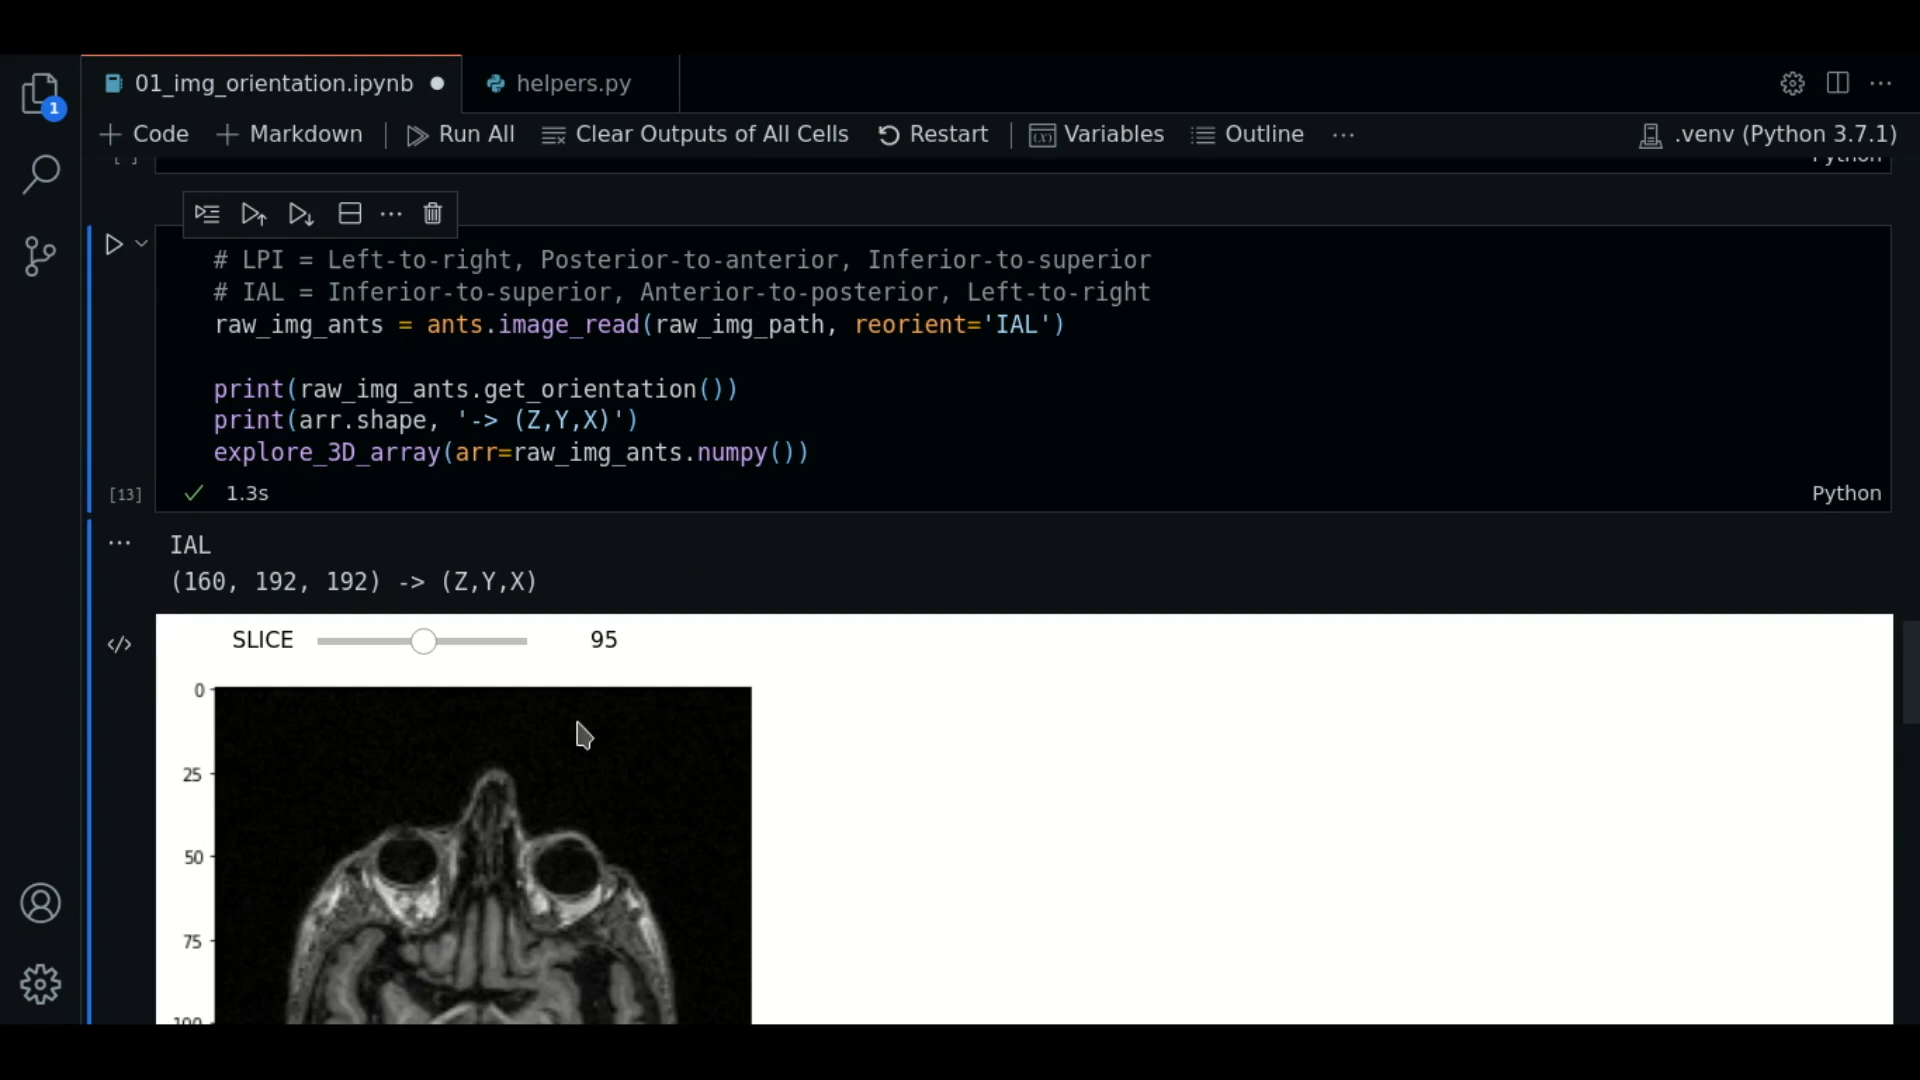 01_img_orientation.ipynb
helpers.py
1
Code
Markdown
Run All
Clear Outputs of All Cells
Restart
Variables
Outline
.venv (Python 3.7.1)
[ ]
Python
# LPI = Left-to-right, Posterior-to-anterior, Inferior-to-superior
# IAL = Inferior-to-superior, Anterior-to-posterior, Left-to-right
raw_img_ants = ants.image_read(raw_img_path, reorient='IAL')
print(raw_img_ants.get_orientation())
print(arr.shape, '-> (Z,Y,X)')
explore_3D_array(arr=raw_img_ants.numpy())
[13]
1.3s
Python
IAL
(160, 192, 192) -> (Z,Y,X)
SLICE
95
0
25
50
75
100